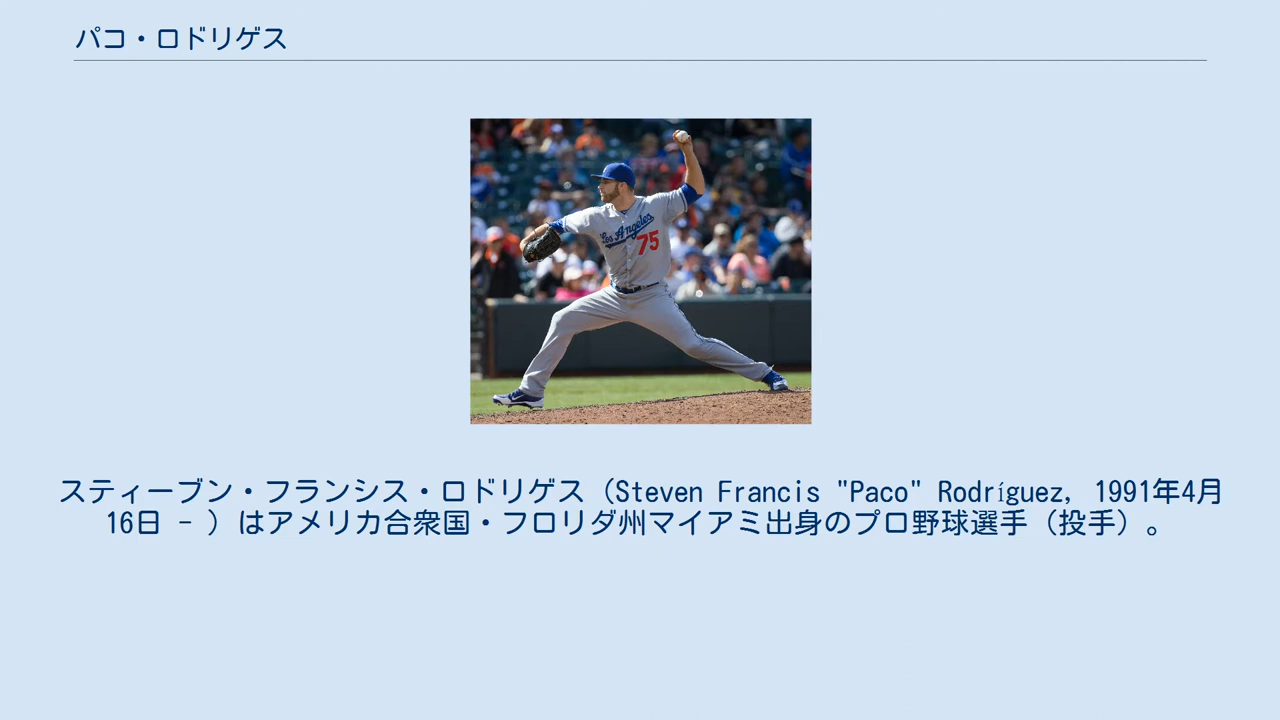 パコ・ロドリゲス
Los Angeles
75
スティーブン・フランシス・ロドリゲス（Steven Francis "Paco" Rodríguez, 1991年4月
16日 - ）はアメリカ合衆国・フロリダ州マイアミ出身のプロ野球選手（投手）。